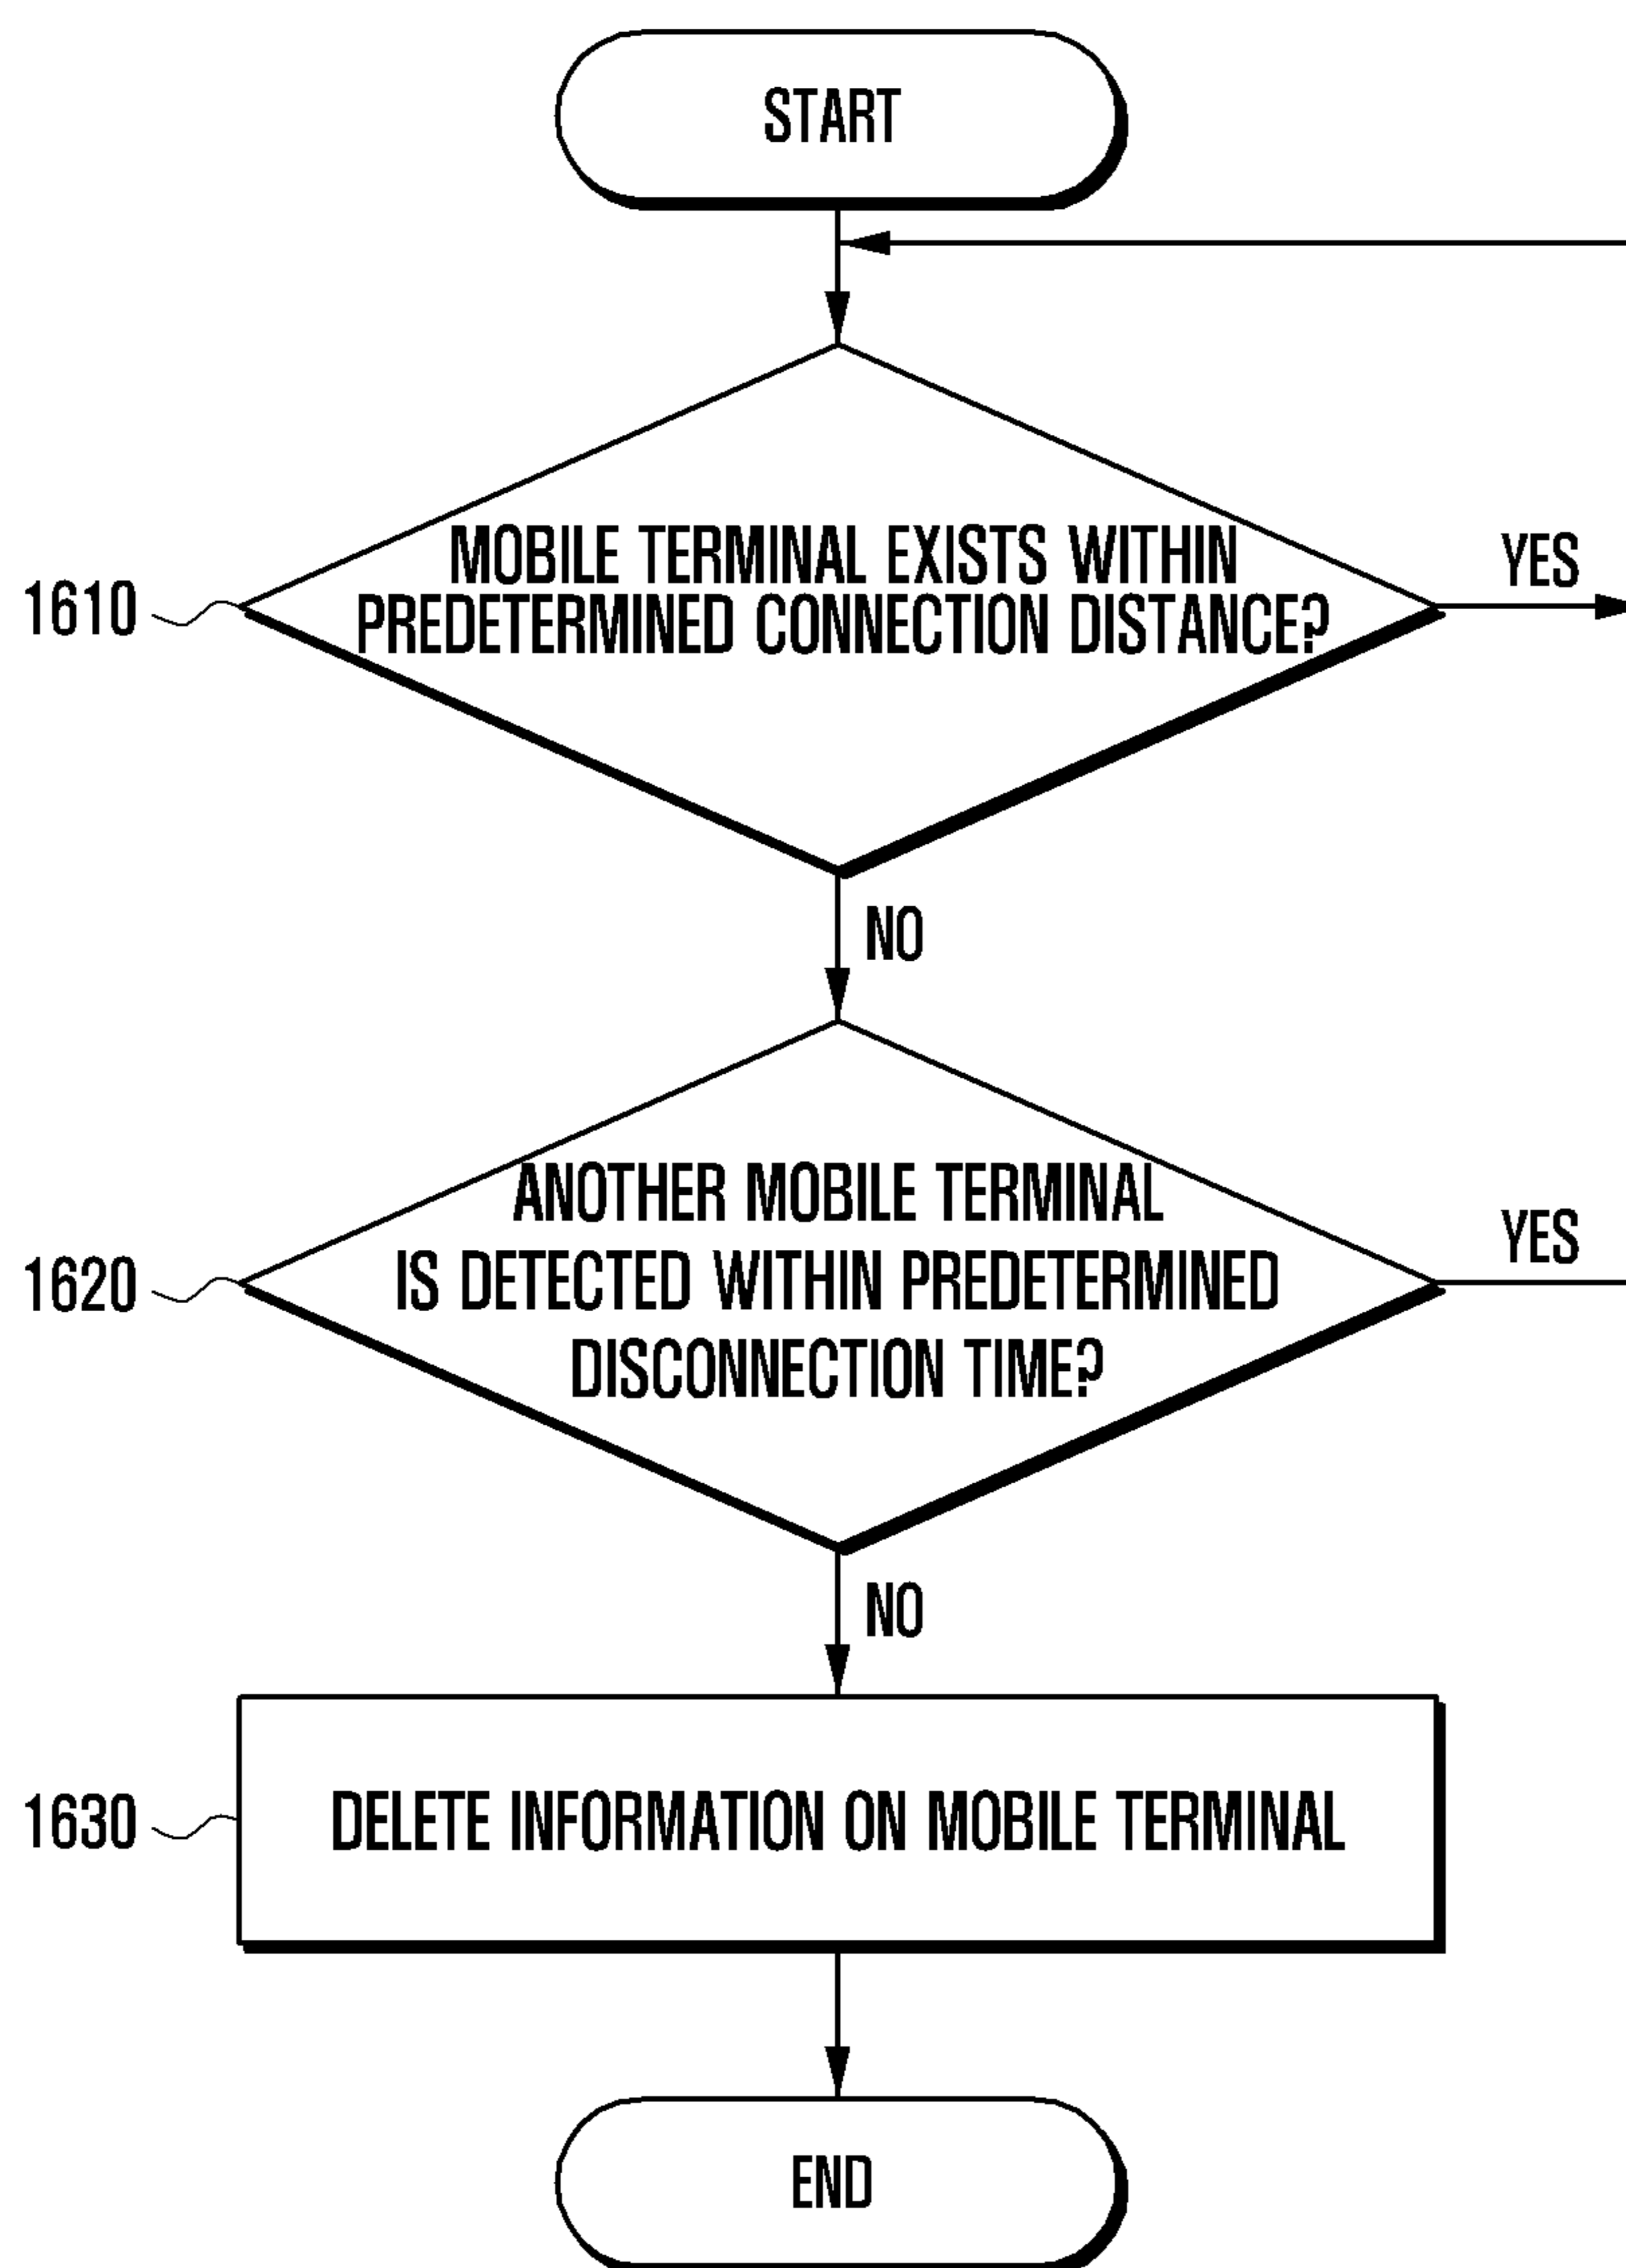 START
MOBILE TERMINAL EXISTS WITHIN
PREDETERMINED CONNECTION DISTANCE?
YES
1610
NO
ANOTHER MOBILE TERMINAL
IS DETECTED WITHIN PREDETERMINED
DISCONNECTION TIME?
YES
1620
NO
1630
DELETE INFORMATION ON MOBILE TERMINAL
END